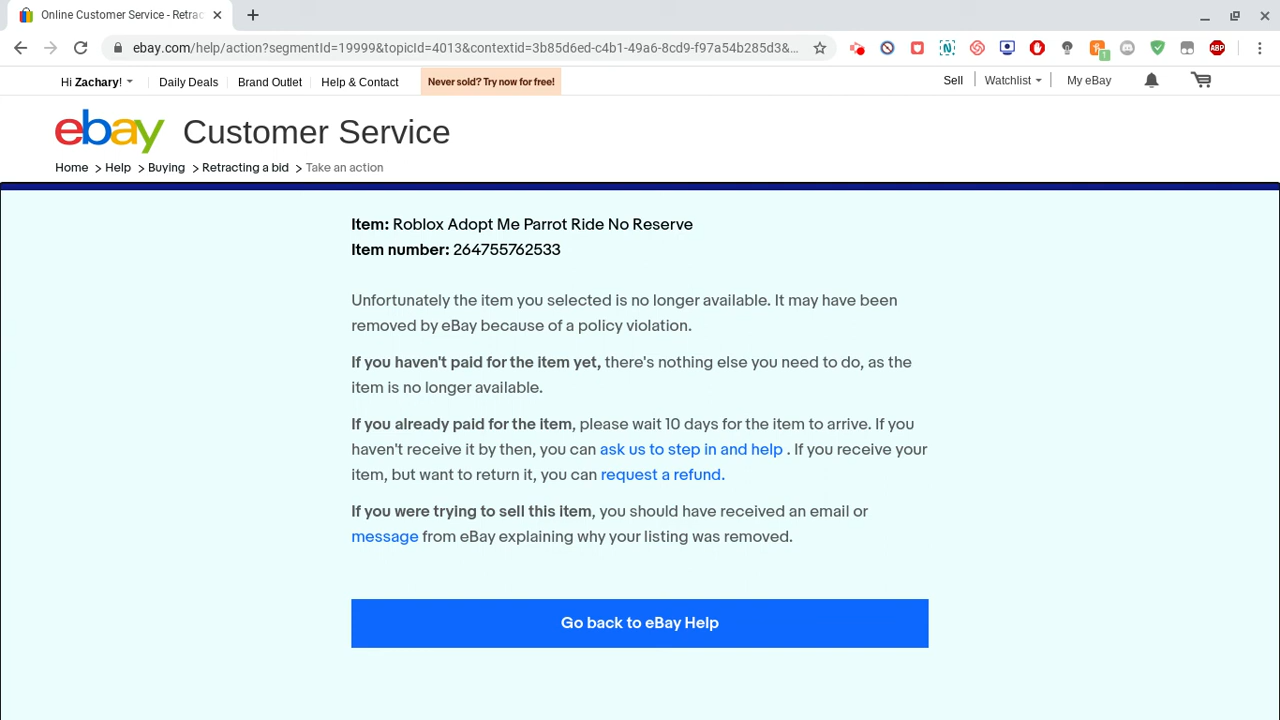 Online Customer Service - Retrac
ebay.com/help/action?segmentId=19999&topicId=4013&contextid=3b85d6ed-c4b1-49a6-8cd9-f97a54b285d3&...
1
ABP
Hi Zachary!
Daily Deals
Brand Outlet
Help & Contact
Never sold? Try now for free!
Sell
Watchlist
My eBay
ebay Customer Service
Home > Help > Buying > Retracting a bid > Take an action
Item: Roblox Adopt Me Parrot Ride No Reserve
Item number: 264755762533
Unfortunately the item you selected is no longer available. It may have been
removed by eBay because of a policy violation.
If you haven't paid for the item yet, there's nothing else you need to do, as the
item is no longer available.
If you already paid for the item, please wait 10 days for the item to arrive. If you
haven't receive it by then, you can ask us to step in and help . If you receive your
item, but want to return it, you can request a refund.
If you were trying to sell this item, you should have received an email or
message from eBay explaining why your listing was removed.
Go back to eBay Help